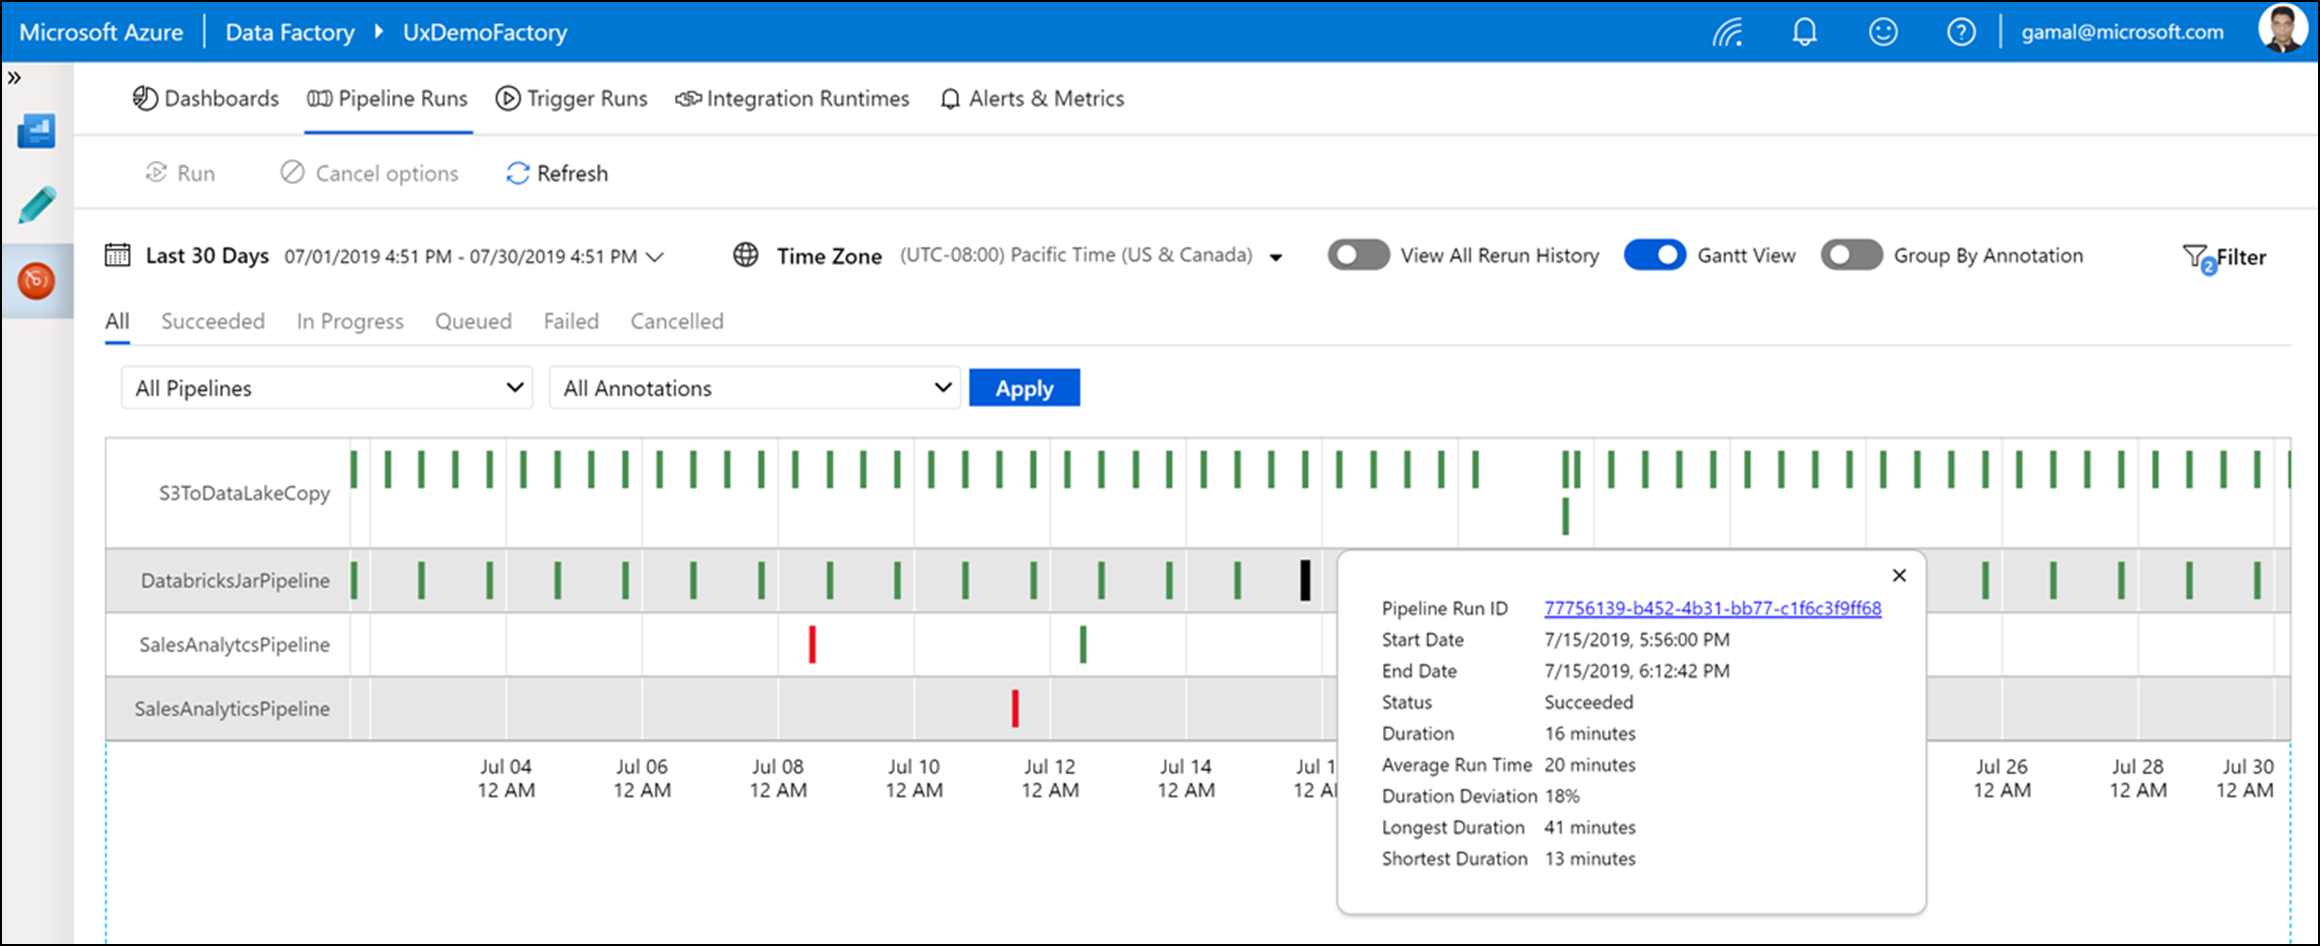 Microsoft Azure Data Factory UxDemoFactory gamal@microsoft.com
Dashboards Pipeline Runs Trigger Runs Integration Runtimes Alerts & Metrics
Run Cancel options Refresh
Last 30 Days 07/01/2019 4:51 PM - 07/30/2019 4:51 PM Time Zone (UTC-08:00) Pacific Time (US & Canada) View All Rerun History Gantt View Group By Annotation 2 Filter
All Succeeded In Progress Queued Failed Cancelled
All Pipelines All Annotations Apply
S3ToDataLakeCopy
DatabricksJarPipeline
SalesAnalytcsPipeline
SalesAnalyticsPipeline
Pipeline Run ID 77756139-b452-4b31-bb77-c1f6c3f9ff68
Start Date 7/15/2019, 5:56:00 PM
End Date 7/15/2019, 6:12:42 PM
Status Succeeded
Duration 16 minutes
Average Run Time 20 minutes
Duration Deviation 18%
Longest Duration 41 minutes
Shortest Duration 13 minutes
Jul 04 Jul 06 Jul 08 Jul 10 Jul 12 Jul 14 Jul 26 Jul 28 Jul 30
12 AM 12 AM 12 AM 12 AM 12 AM 12 AM 12 AM 12 AM 12 AM